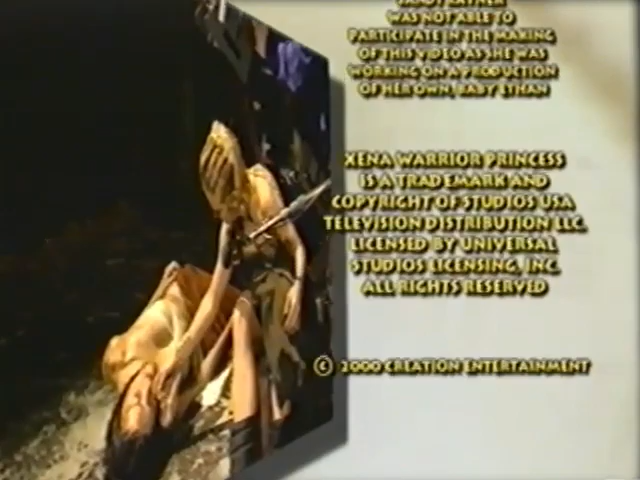 SANDY RAYNER
WAS NOT ABLE TO
PARTICIPATE IN THE MAKING
OF THIS VIDEO AS SHE WAS
WORKING ON A PRODUCTION
OF HER OWN, BABY ETHAN
XENA WARRIOR PRINCESS
IS A TRADEMARK AND
COPYRIGHT OF STUDIOS USA
TELEVISION DISTRIBUTION LLC.
LICENSED BY UNIVERSAL
STUDIOS LICENSING, INC.
ALL RIGHTS RESERVED
© 2000 CREATION ENTERTAINMENT